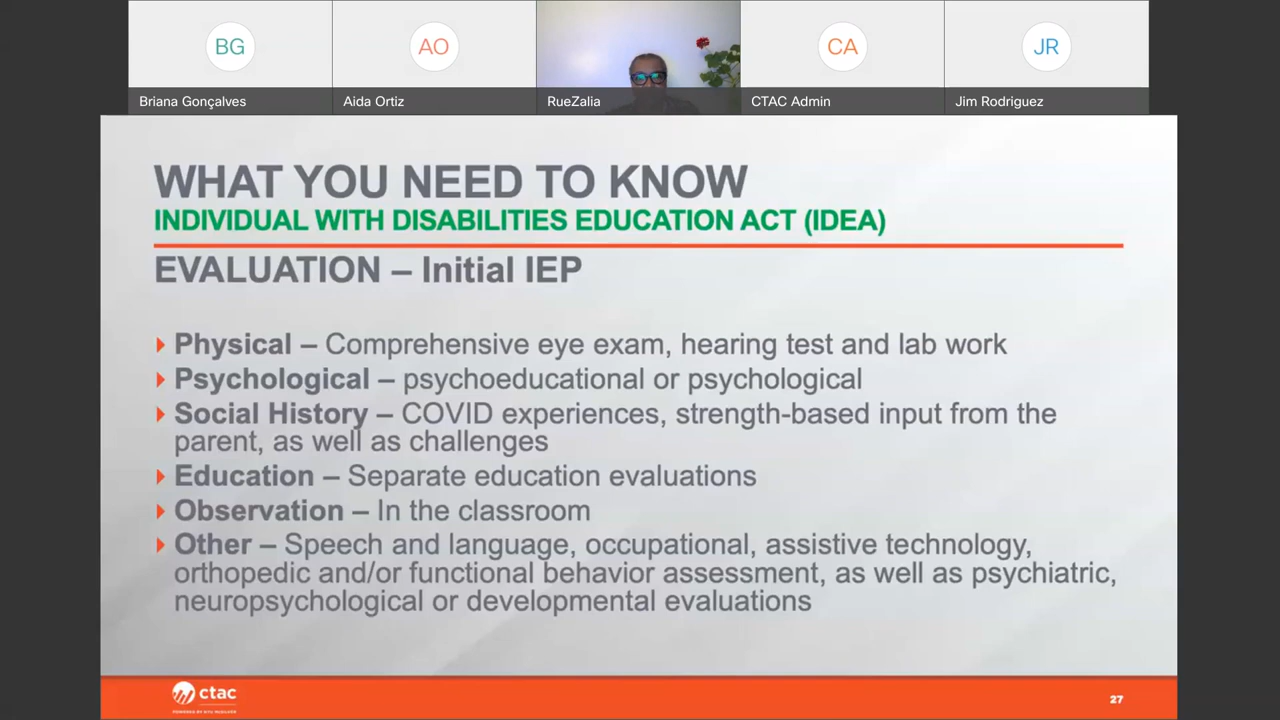 BG
AO
CA
JR
Briana Gonçalves
Aida Ortiz
RueZalia
CTAC Admin
Jim Rodriguez
WHAT YOU NEED TO KNOW
INDIVIDUAL WITH DISABILITIES EDUCATION ACT (IDEA)
EVALUATION – Initial IEP
Physical – Comprehensive eye exam, hearing test and lab work
Psychological – psychoeducational or psychological
Social History – COVID experiences, strength-based input from the
parent, as well as challenges
Education – Separate education evaluations
Observation – In the classroom
Other – Speech and language, occupational, assistive technology,
orthopedic and/or functional behavior assessment, as well as psychiatric,
neuropsychological or developmental evaluations
ctac
POWERED BY NYU MCSILVER
27